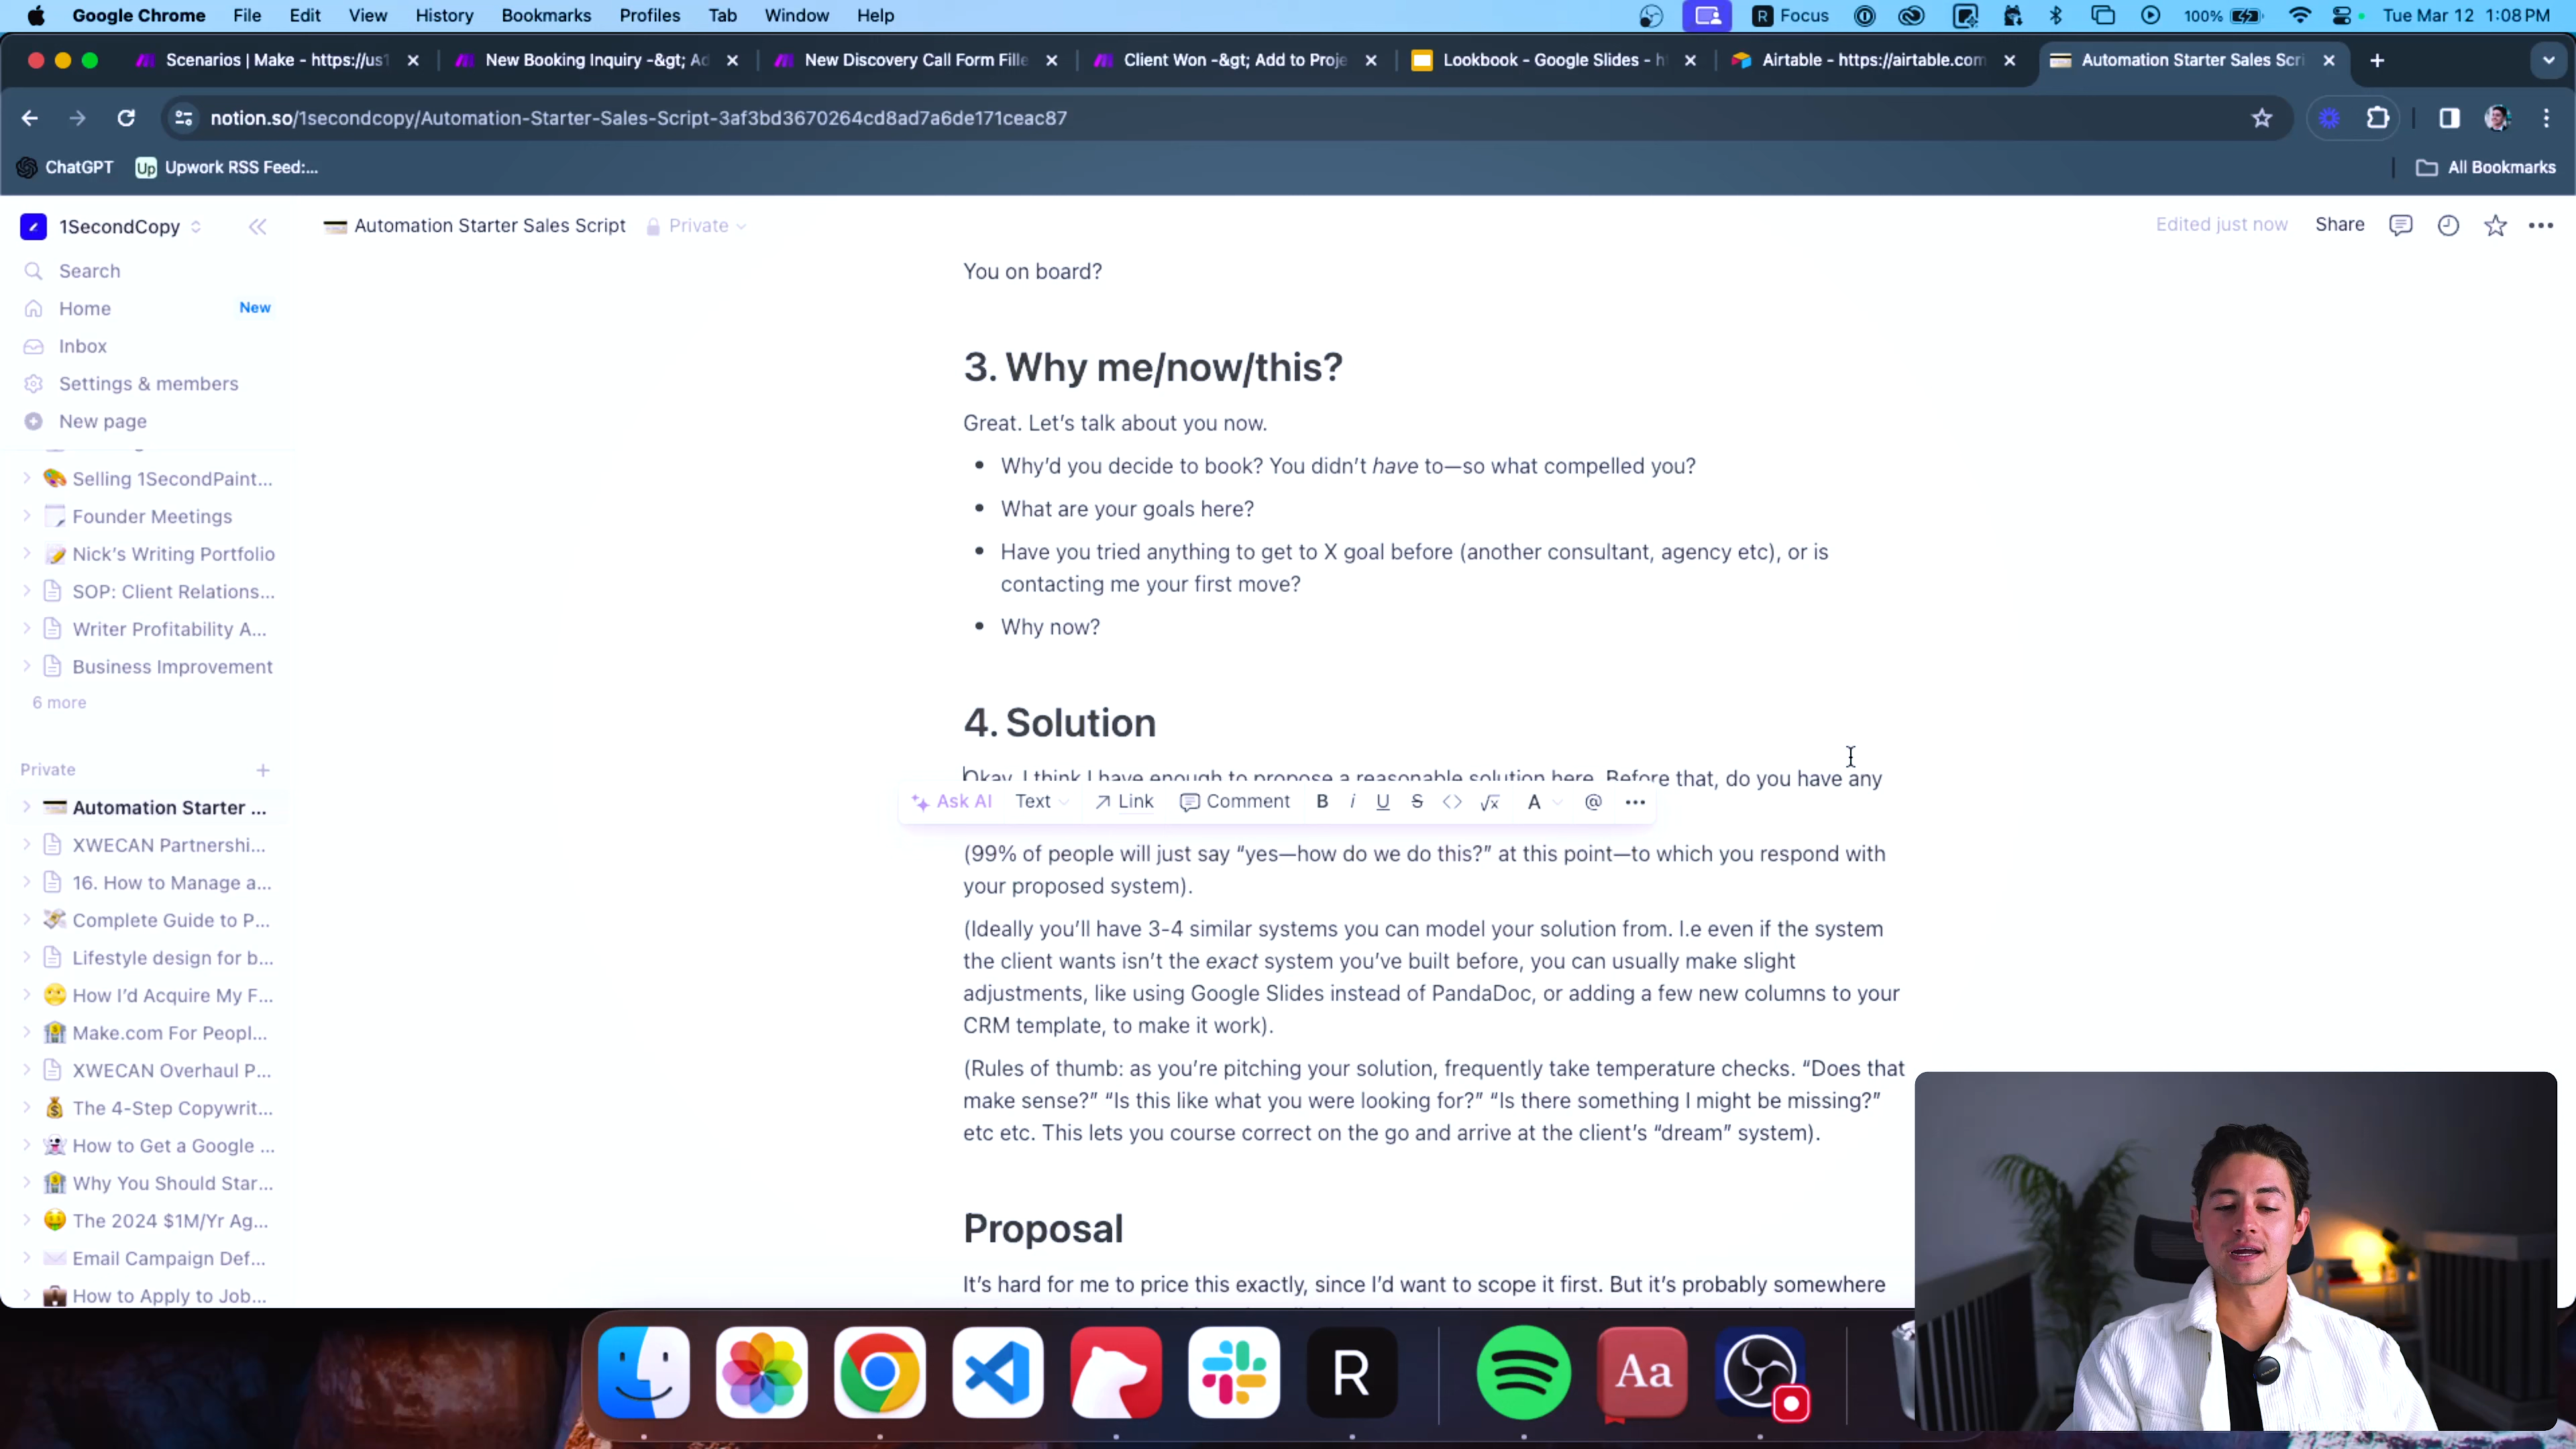 Google Chrome File Edit View History Bookmarks Profiles Tab Window Help
Focus 100% Tue Mar 12 1:08 PM
Scenarios | Make - https://us1
New Booking Inquiry -&gt; Ad
New Discovery Call Form Fille
Client Won -&gt; Add to Proje
Lookbook - Google Slides - h
Airtable - https://airtable.com
Automation Starter Sales Scri
notion.so/1secondcopy/Automation-Starter-Sales-Script-3af3bd3670264cd8ad7a6de171ceac87
ChatGPT
Up Upwork RSS Feed:...
All Bookmarks
1SecondCopy
Automation Starter Sales Script Private
Edited just now Share
Search
Home New
Inbox
Settings & members
New page
Selling 1SecondPaint...
Founder Meetings
Nick's Writing Portfolio
SOP: Client Relations...
Writer Profitability A...
Business Improvement
6 more
Private
Automation Starter ...
XWECAN Partnershi...
16. How to Manage a...
Complete Guide to P...
Lifestyle design for b...
How I'd Acquire My F...
Make.com For Peopl...
XWECAN Overhaul P...
The 4-Step Copywrit...
How to Get a Google ...
Why You Should Star...
The 2024 $1M/Yr Ag...
Email Campaign Def...
How to Apply to Job...
You on board?
3. Why me/now/this?
Great. Let's talk about you now.
• Why'd you decide to book? You didn't have to—so what compelled you?
• What are your goals here?
• Have you tried anything to get to X goal before (another consultant, agency etc), or is
contacting me your first move?
• Why now?
4. Solution
Okay, I think I have enough to propose a reasonable solution here. Before that, do you have any
Ask AI Text Link Comment B i U S <> √x A @ •••
(99% of people will just say “yes—how do we do this?” at this point—to which you respond with
your proposed system).
(Ideally you'll have 3-4 similar systems you can model your solution from. I.e even if the system
the client wants isn't the exact system you've built before, you can usually make slight
adjustments, like using Google Slides instead of PandaDoc, or adding a few new columns to your
CRM template, to make it work).
(Rules of thumb: as you're pitching your solution, frequently take temperature checks. “Does that
make sense?” “Is this like what you were looking for?” “Is there something I might be missing?”
etc etc. This lets you course correct on the go and arrive at the client's “dream” system).
Proposal
It's hard for me to price this exactly, since I'd want to scope it first. But it's probably somewhere
R
Aa